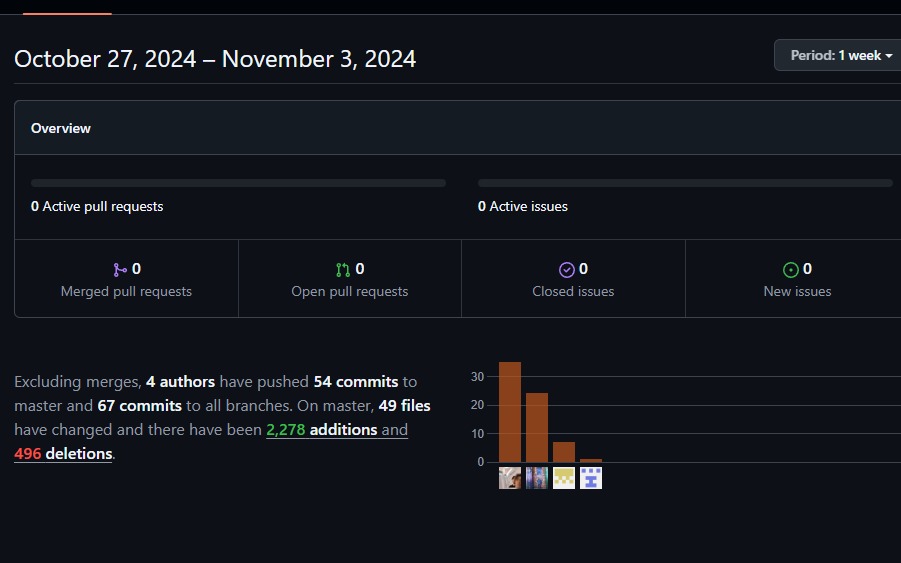 October 27, 2024 – November 3, 2024
Period: 1 week
Overview
0 Active pull requests
0 Active issues
0
Merged pull requests
0
Open pull requests
0
Closed issues
0
New issues
Excluding merges, 4 authors have pushed 54 commits to
master and 67 commits to all branches. On master, 49 files
have changed and there have been 2,278 additions and
496 deletions.
30
20
10
0